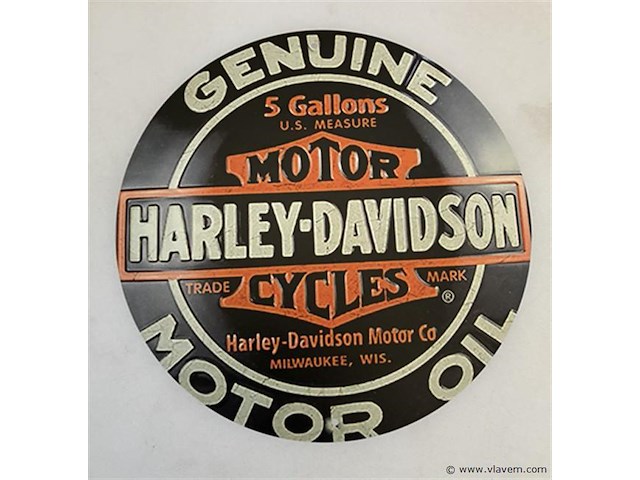 GENUINE
5 Gallons
U.S. MEASURE
MOTOR
HARLEY-DAVIDSON
TRADE MARK
CYCLES
®
Harley-Davidson Motor Co
MILWAUKEE, WIS.
MOTOR OIL
© www.vlavem.com